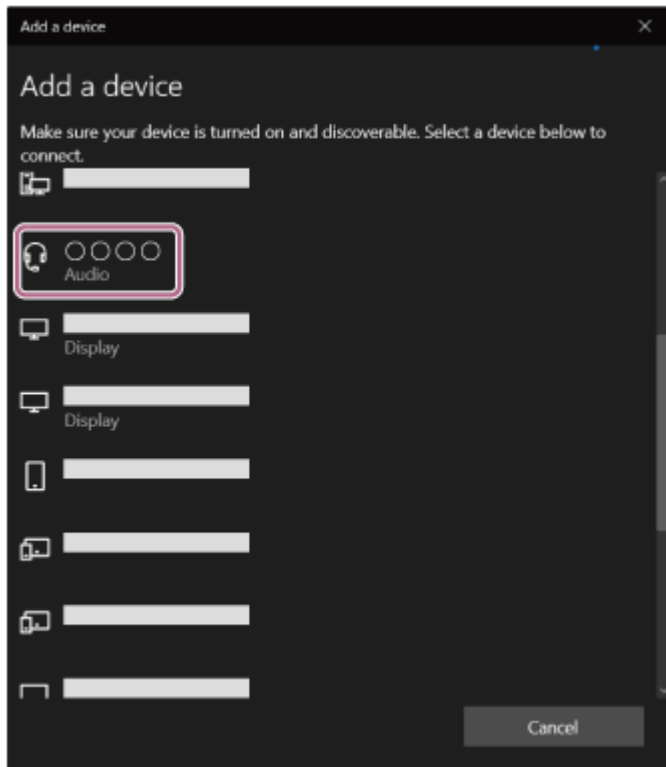 Add a device
Add a device
Make sure your device is turned on and discoverable. Select a device below to
connect.
○○○○
Audio
Display
Display
Cancel